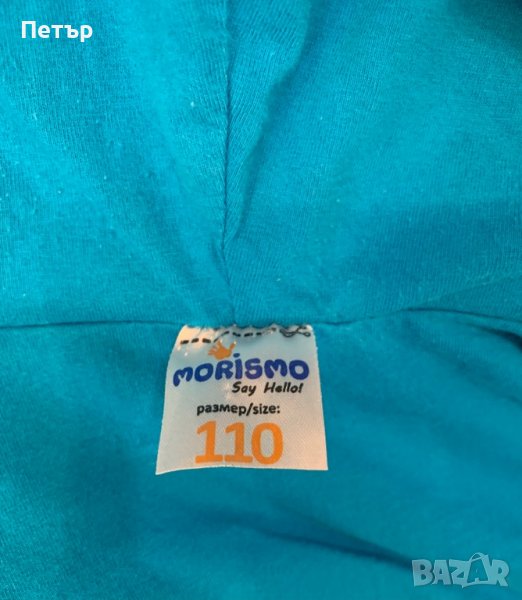 Петър
MORiSMO
Say Hello!
размер/size:
110
BAZAR